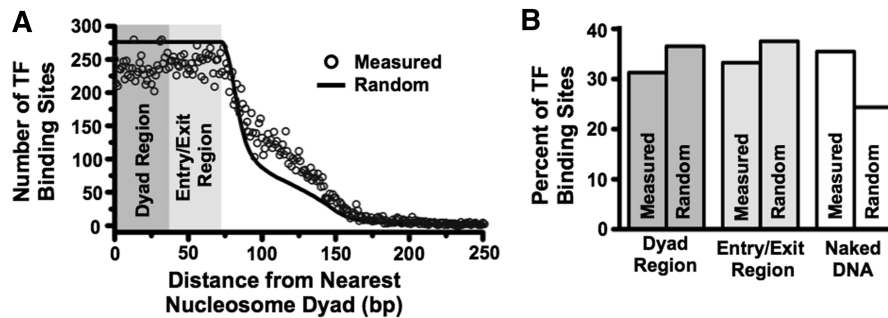 A
Number of TF
Binding Sites
300
250
200
150
100
50
0
Dyad Region
Entry/Exit
Region
Measured
Random
0
50
100
150
200
250
Distance from Nearest
Nucleosome Dyad (bp)
B
Percent of TF
Binding Sites
40
30
20
10
0
Measured
Random
Measured
Random
Measured
Random
Dyad
Region
Entry/Exit
Region
Naked
DNA